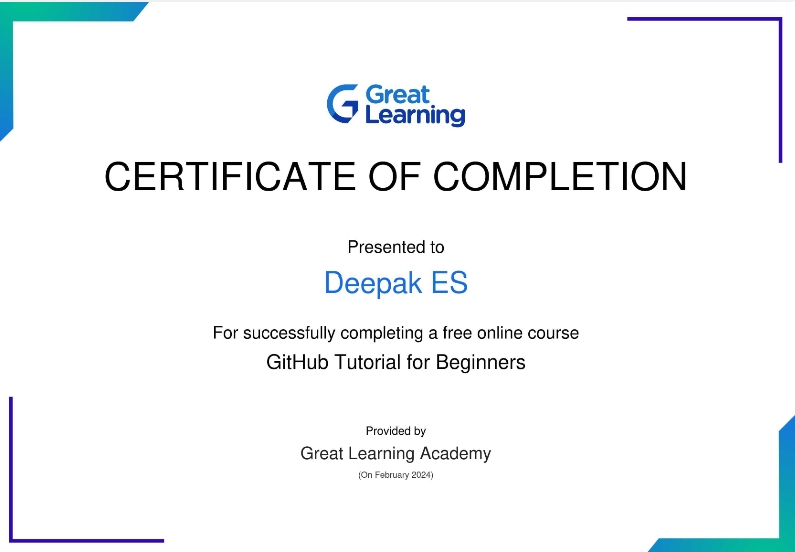 Great
Learning
CERTIFICATE OF COMPLETION
Presented to
Deepak ES
For successfully completing a free online course
GitHub Tutorial for Beginners
Provided by
Great Learning Academy
(On February 2024)